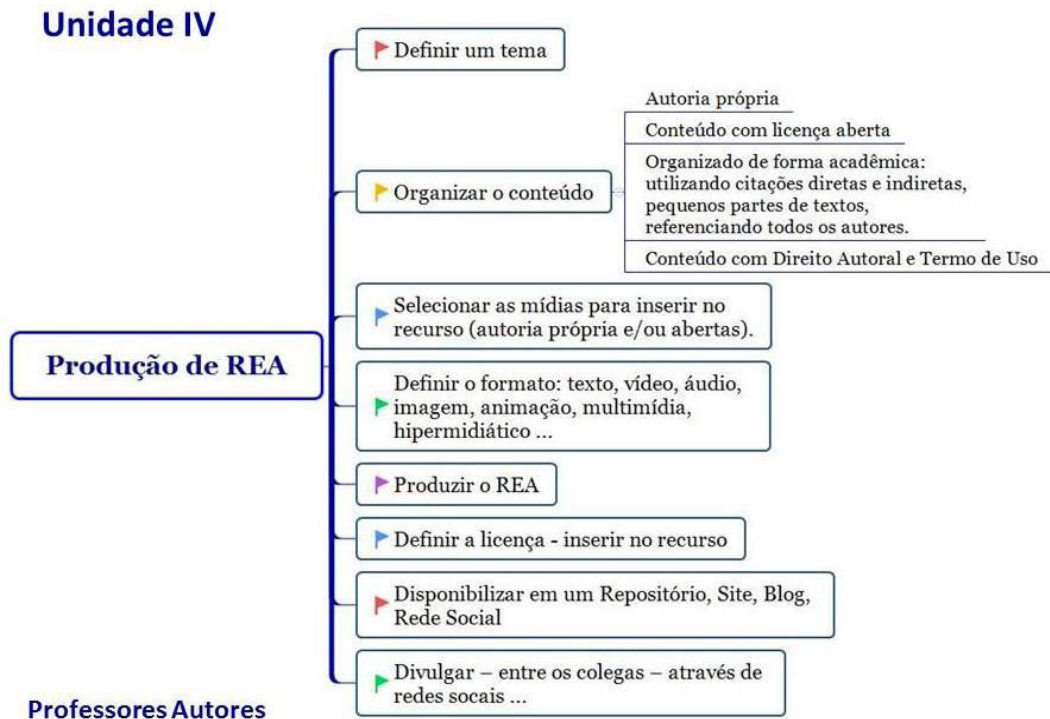 Unidade IV
Definir um tema
Autoria própria
Conteúdo com licença aberta
Organizado de forma acadêmica:
utilizando citações diretas e indiretas,
pequenos partes de textos,
referenciando todos os autores.
Organizar o conteúdo
Conteúdo com Direito Autoral e Termo de Uso
Selecionar as mídias para inserir no
recurso (autoria própria e/ou abertas).
Produção de REA
Definir o formato: texto, vídeo, áudio,
imagem, animação, multimídia,
hipermidiático ...
Produzir o REA
Definir a licença - inserir no recurso
Disponibilizar em um Repositório, Site, Blog,
Rede Social
Divulgar – entre os colegas – através de
redes socais ...
Professores Autores